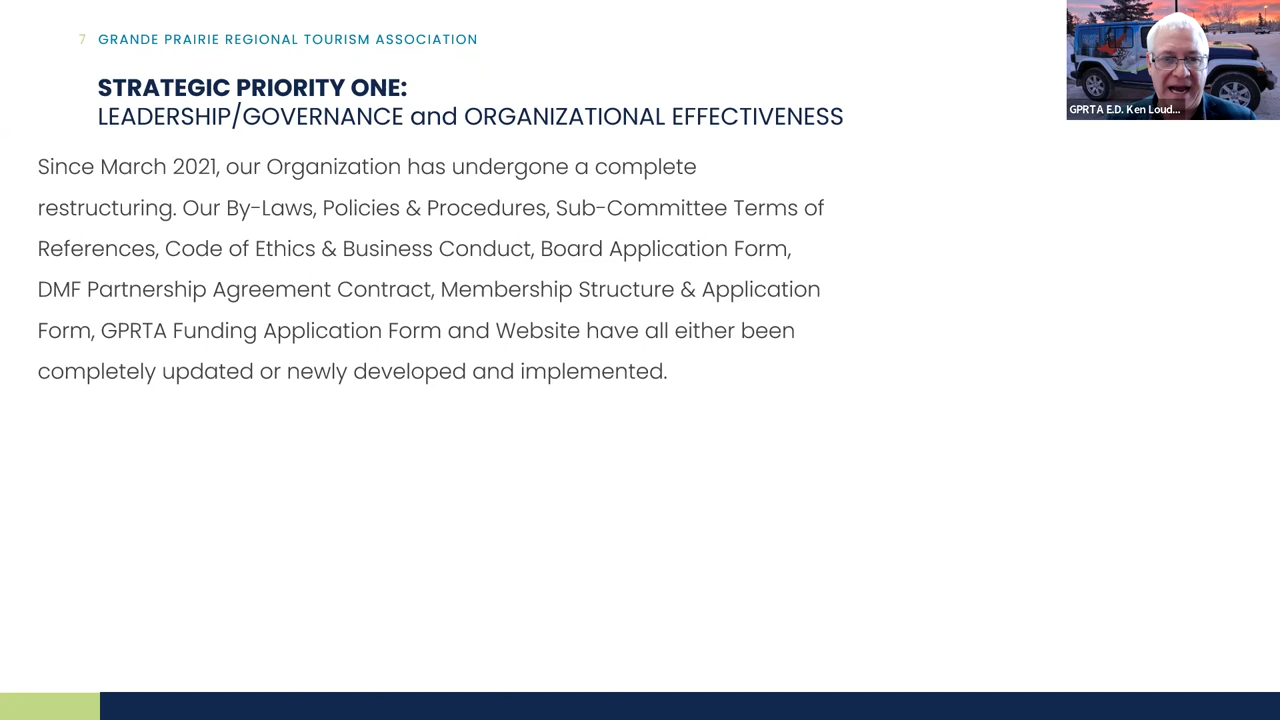 7 GRANDE PRAIRIE REGIONAL TOURISM ASSOCIATION
STRATEGIC PRIORITY ONE:
LEADERSHIP/GOVERNANCE and ORGANIZATIONAL EFFECTIVENESS
Since March 2021, our Organization has undergone a complete
restructuring. Our By-Laws, Policies & Procedures, Sub-Committee Terms of
References, Code of Ethics & Business Conduct, Board Application Form,
DMF Partnership Agreement Contract, Membership Structure & Application
Form, GPRTA Funding Application Form and Website have all either been
completely updated or newly developed and implemented.
GPRTA E.D. Ken Loud...